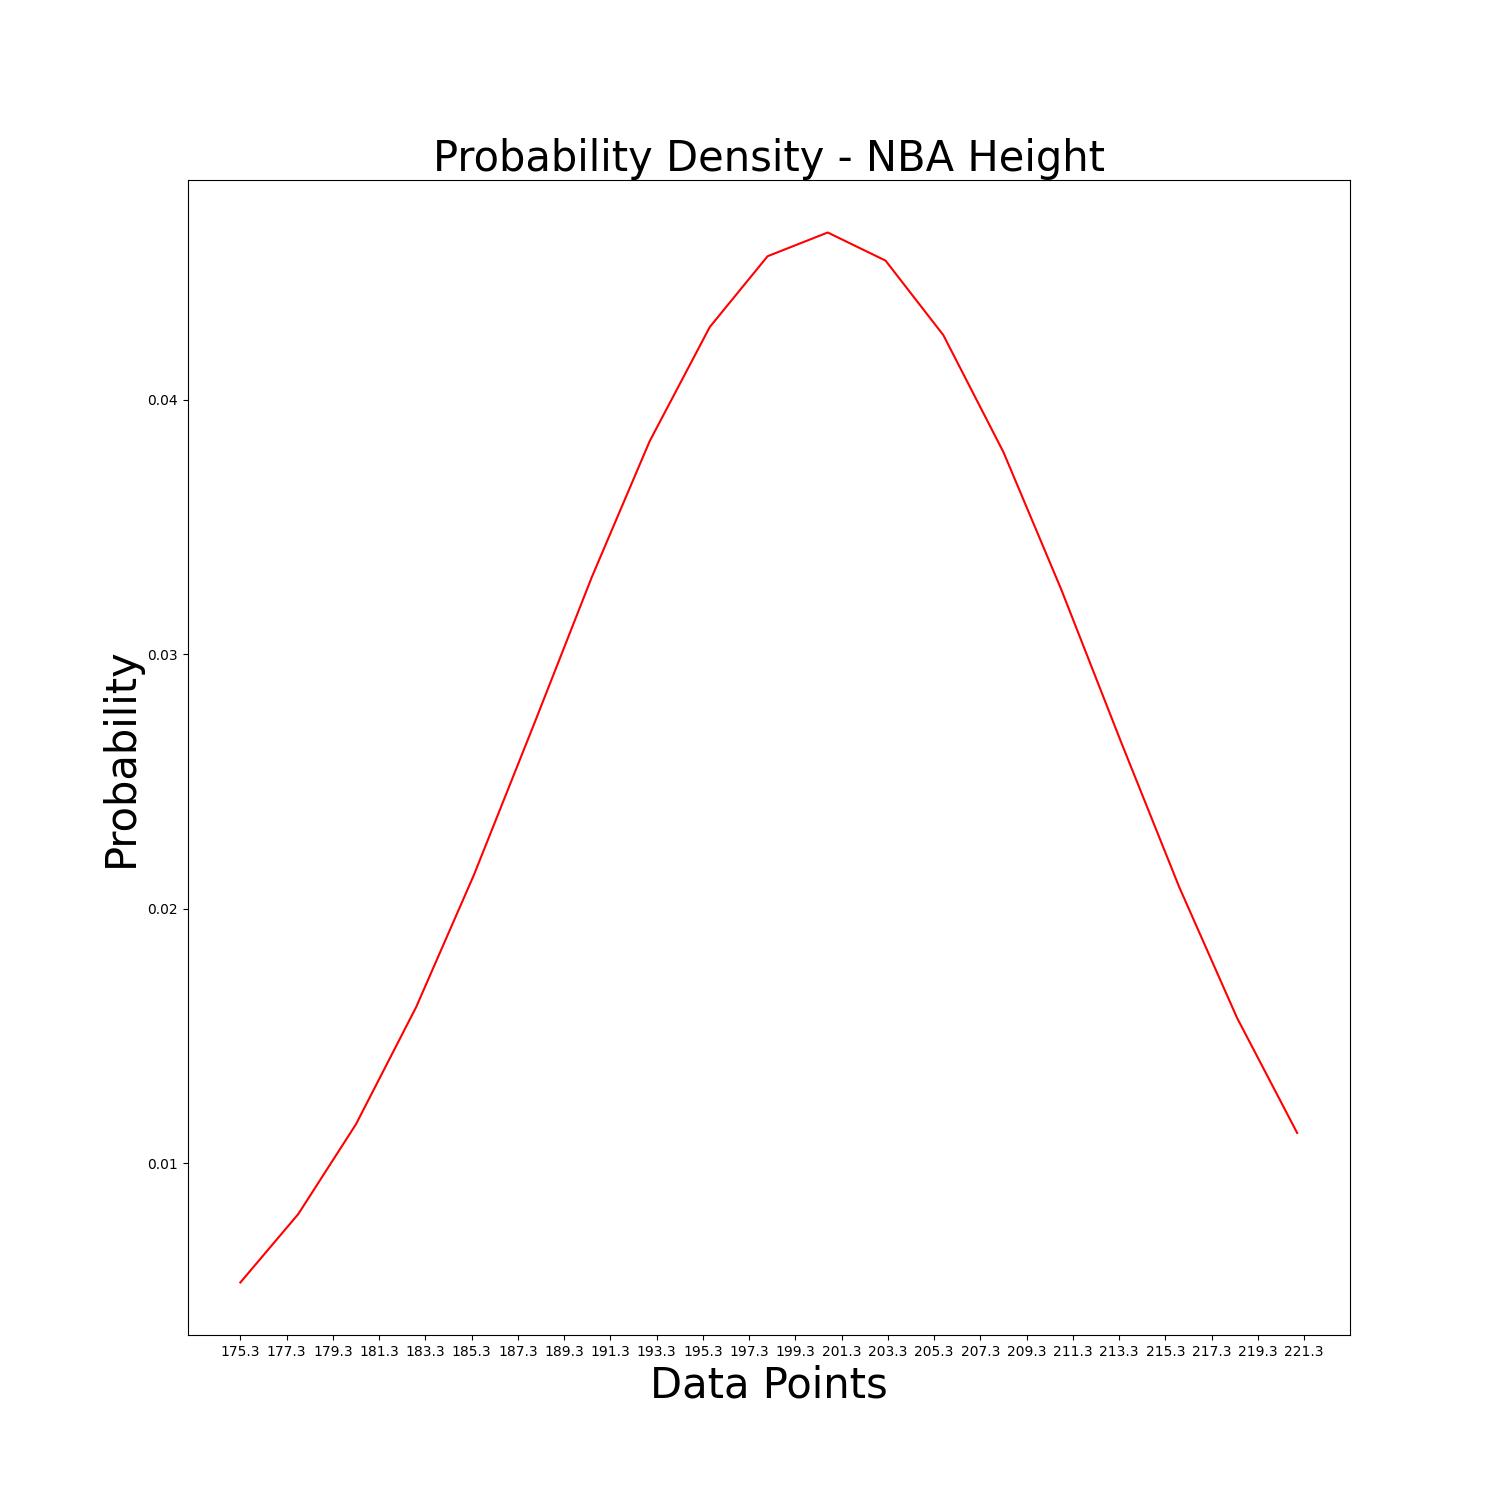 Probability Density - NBA Height
Probability
0.04
0.03
0.02
0.01
175.3 177.3 179.3 181.3 183.3 185.3 187.3 189.3 191.3 193.3 195.3 197.3 199.3 201.3 203.3 205.3 207.3 209.3 211.3 213.3 215.3 217.3 219.3 221.3
Data Points